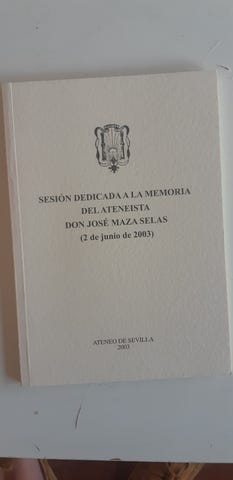 SESIÓN DEDICADA A LA MEMORIA
DEL ATENEISTA
DON JOSÉ MAZA SELAS
(2 de junio de 2003)
ATENEO DE SEVILLA
2003